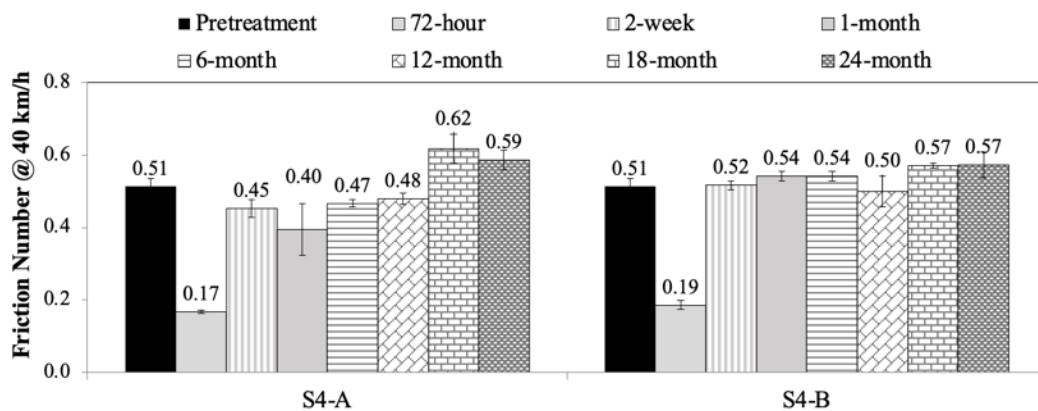 Pretreatment 72-hour 2-week 1-month
6-month 12-month 18-month 24-month
Friction Number @ 40 km/h
0.8
0.6
0.4
0.2
0.0
0.51 0.17 0.45 0.40 0.47 0.48 0.62 0.59
0.51 0.19 0.52 0.54 0.54 0.50 0.57 0.57
S4-A S4-B